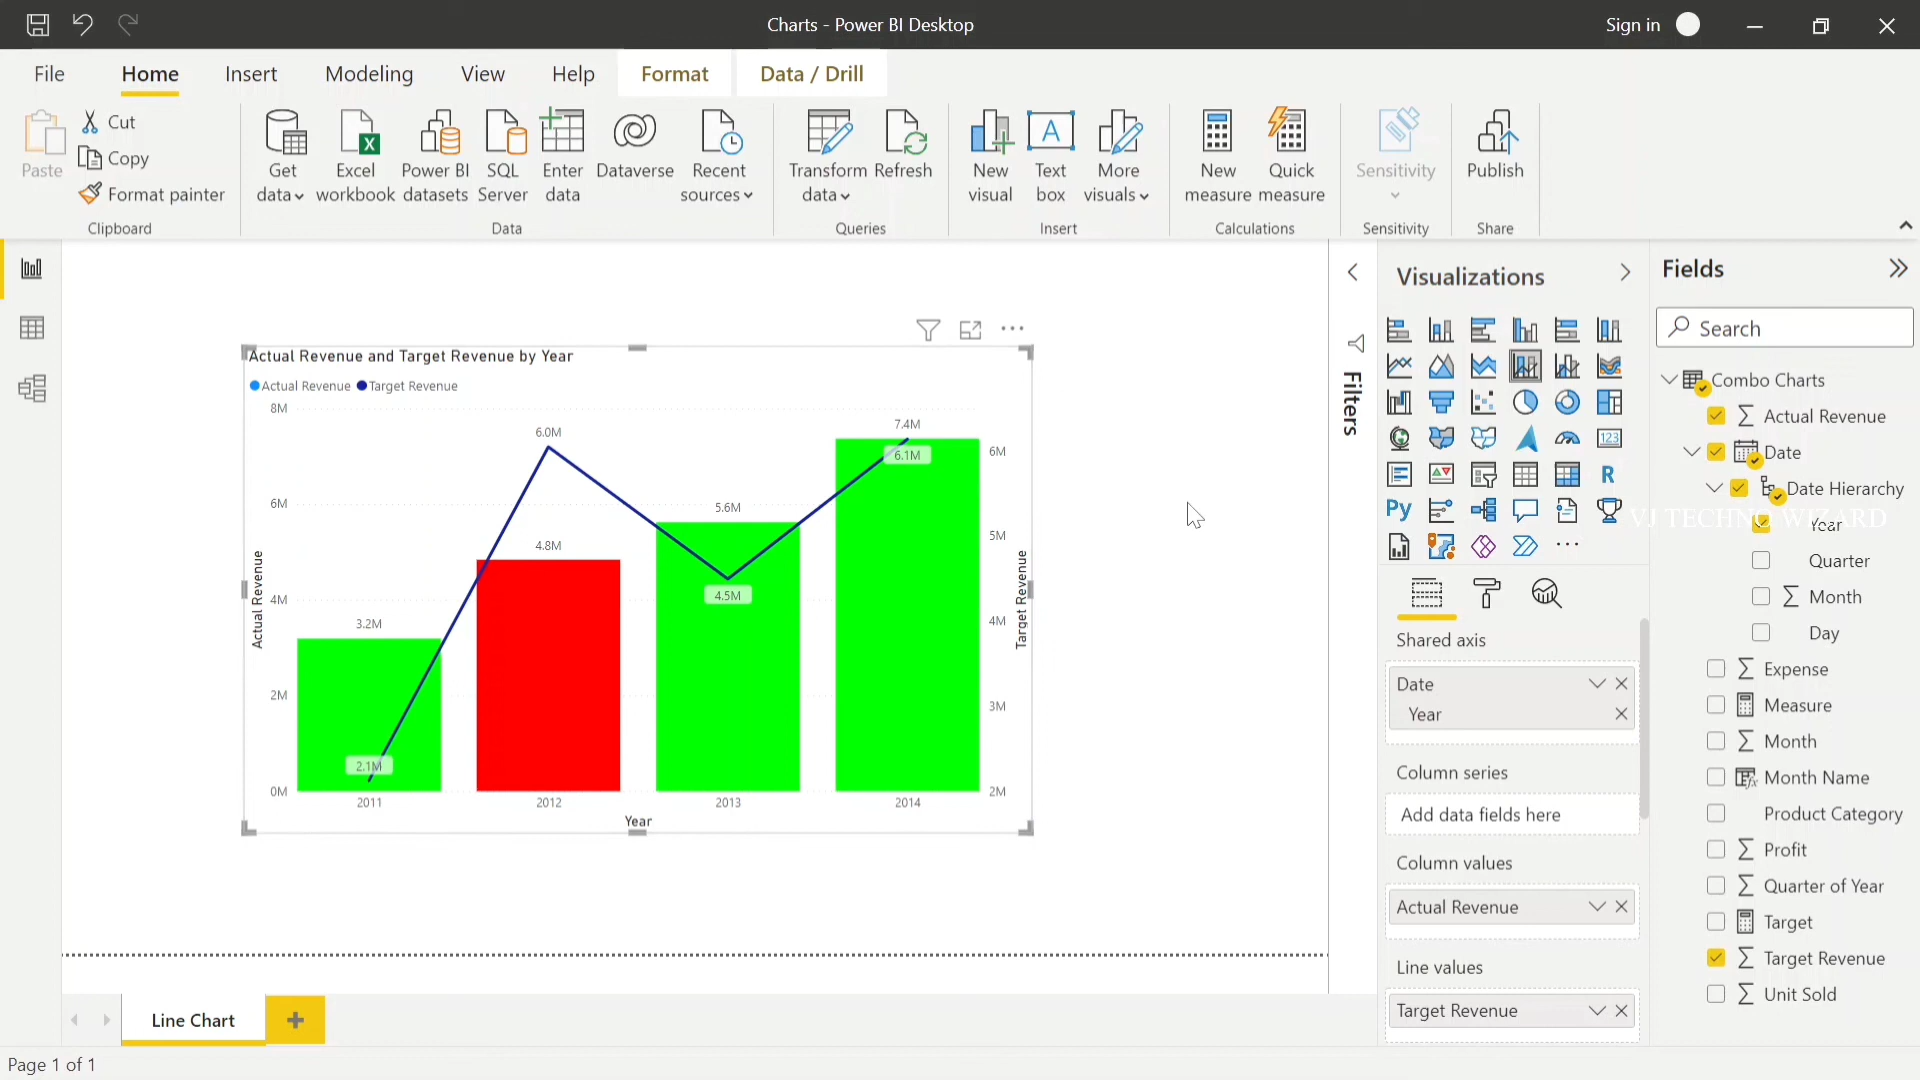 Charts - Power BI Desktop
Sign in
File
Home
Insert
Modeling
View
Help
Format
Data / Drill
Paste
Cut
Copy
Format painter
Clipboard
Get
data
Excel
workbook
Power BI
datasets
SQL
Server
Enter
data
Dataverse
Recent
sources
Data
Transform
data
Refresh
Queries
New
visual
Text
box
More
visuals
Insert
New
measure
Quick
measure
Calculations
Sensitivity
Sensitivity
Publish
Share
Actual Revenue and Target Revenue by Year
Actual Revenue
Target Revenue
8M
6M
4M
2M
0M
Actual Revenue
3.2M
2.1M
6.0M
4.8M
5.6M
4.5M
7.4M
6.1M
6M
5M
4M
3M
2M
Target Revenue
2011
2012
2013
2014
Year
Filters
Visualizations
123
R
Py
Shared axis
Date
Year
Column series
Add data fields here
Column values
Actual Revenue
Line values
Target Revenue
Fields
Search
Combo Charts
Actual Revenue
Date
Date Hierarchy
Year
VJ TECHNO WIZARD
Quarter
Month
Day
Expense
Measure
Month
Month Name
Product Category
Profit
Quarter of Year
Target
Target Revenue
Unit Sold
Line Chart
Page 1 of 1